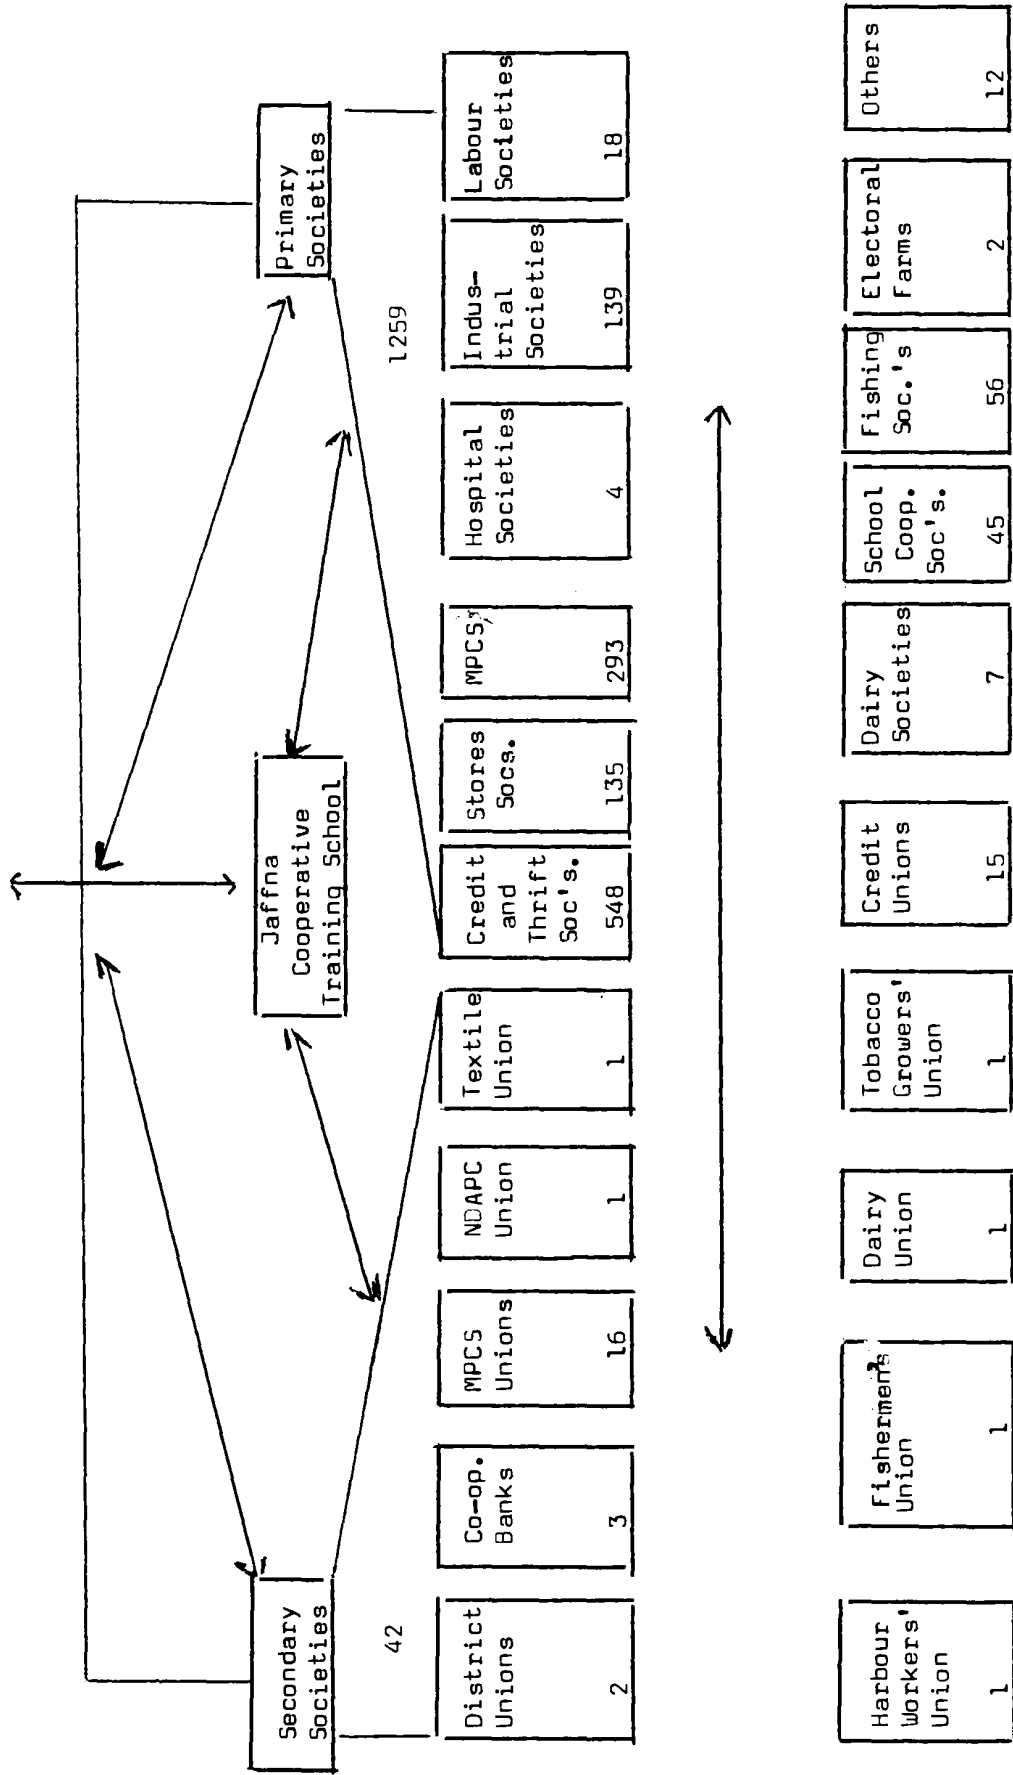 Secondary
Societies
Jaffna
Cooperative
Training School
Primary
Societies
42
1259
District
Unions
2
Co-op.
Banks
3
MPCS
Unions
16
NDAPC
Union
1
Textile
Union
1
Credit
and
Thrift
Soc's.
548
Stores
Socs.
135
MPCS,
293
Hospital
Societies
4
Indus-
trial
Societies
139
Labour
Societies
18
Harbour
Workers'
Union
1
Fishermen's
Union
1
Dairy
Union
1
Tobacco
Growers'
Union
1
Credit
Unions
15
Dairy
Societies
7
School
Coop.
Soc's.
45
Fishing
Soc.'s
56
Electoral
Farms
2
Others
12